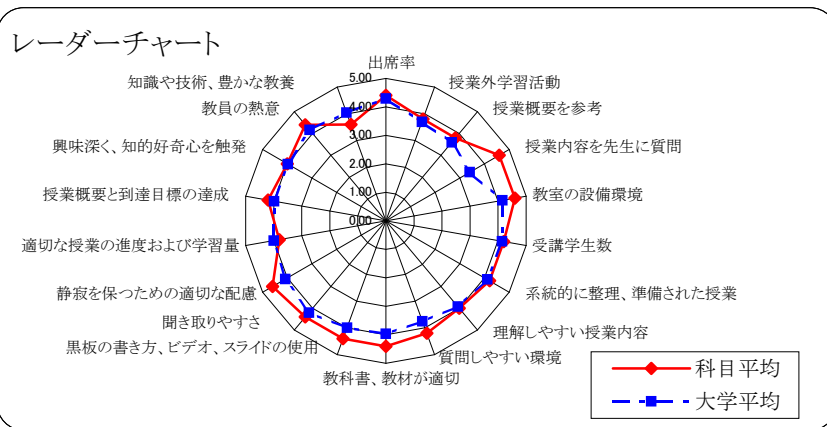 レーダーチャート
出席率
授業外学習活動
授業概要を参考
授業内容を先生に質問
教室の設備環境
受講学生数
系統的に整理、準備された授業
理解しやすい授業内容
質問しやすい環境
教科書、教材が適切
黒板の書き方、ビデオ、スライドの使用
聞き取りやすさ
静寂を保つための適切な配慮
適切な授業の進度および学習量
授業概要と到達目標の達成
興味深く、知的好奇心を触発
教員の熱意
知識や技術、豊かな教養
5.00
4.00
3.00
2.00
1.00
0.00
科目平均
大学平均